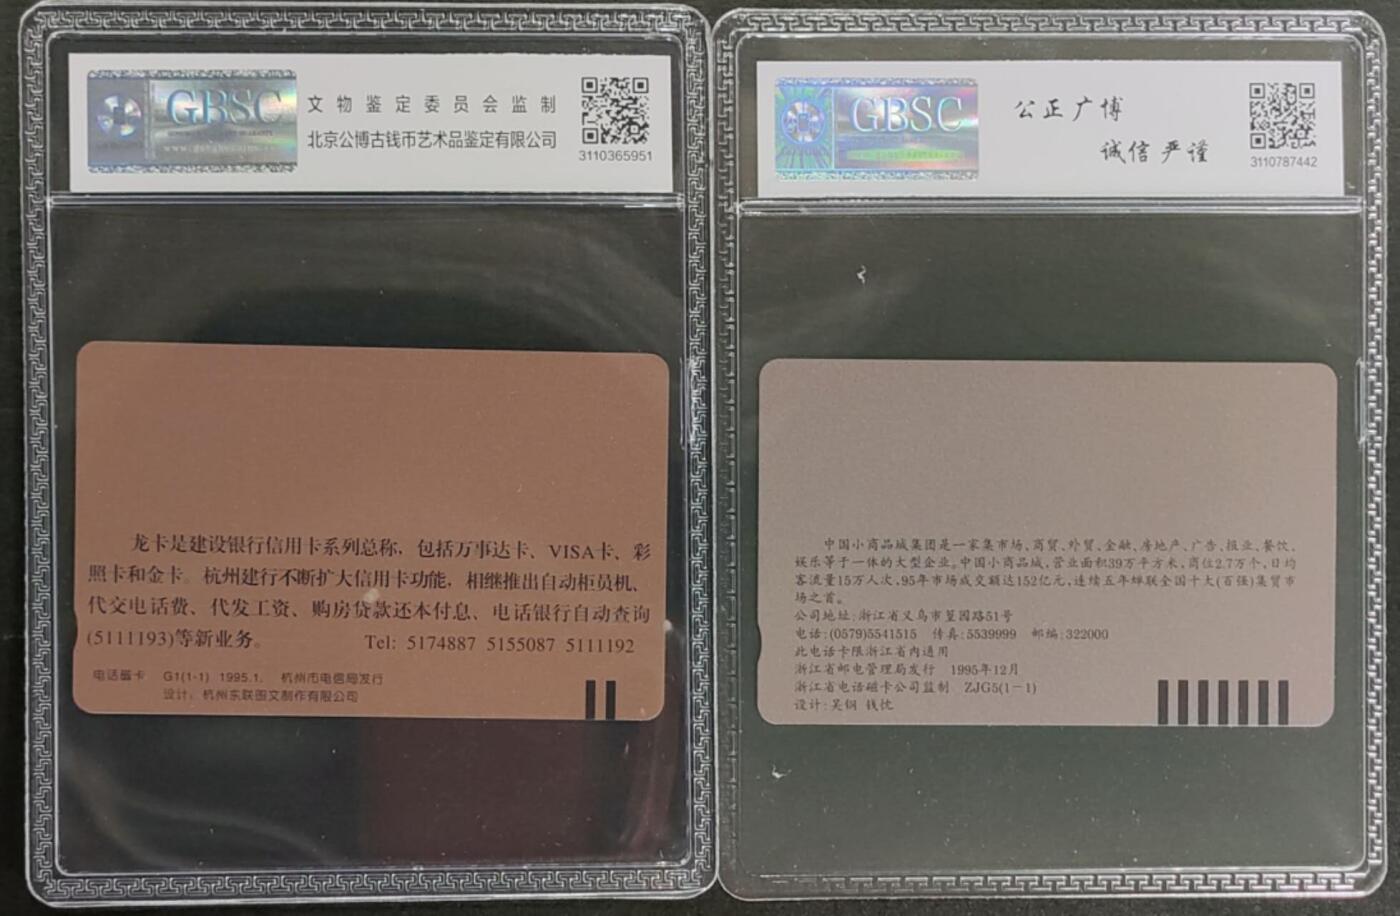 GBSC
文物鉴定委员会监制
北京公博古钱币艺术品鉴定有限公司
3110365951
龙卡是建设银行信用卡系列总称，包括万事达卡、VISA卡、彩
照卡和金卡。杭州建行不断扩大信用卡功能，相继推出自动柜员机、
代交电话费、代发工资、购房贷款还本付息、电话银行自动查询
(5111193)等新业务。 Tel: 5174887 5155087 5111192
电话磁卡 G1(1-1) 1995.1. 杭州市电信局发行
设计：杭州东联图文制作有限公司
GBSC
公正广博
诚信严谨
3110787442
中国小商品城集团是一家集市场、商贸、外贸、金融、房地产、广告、报业、餐饮、
娱乐等于一体的大型企业。中国小商品城，营业面积39万平方米，岗位2.7万个，日均
客流量15万人次，95年市场成交额达152亿元，连续五年蝉联全国十大(百强)集贸市
场之首。
公司地址：浙江省义乌市篁园路51号
电话：(0579)5541515 传真：5539999 邮编：322000
此电话卡限浙江省内通用
浙江省邮电管理局发行 1995年12月
浙江省电话磁卡公司监制 ZJG5(1-1)
设计：吴钢 钱忱